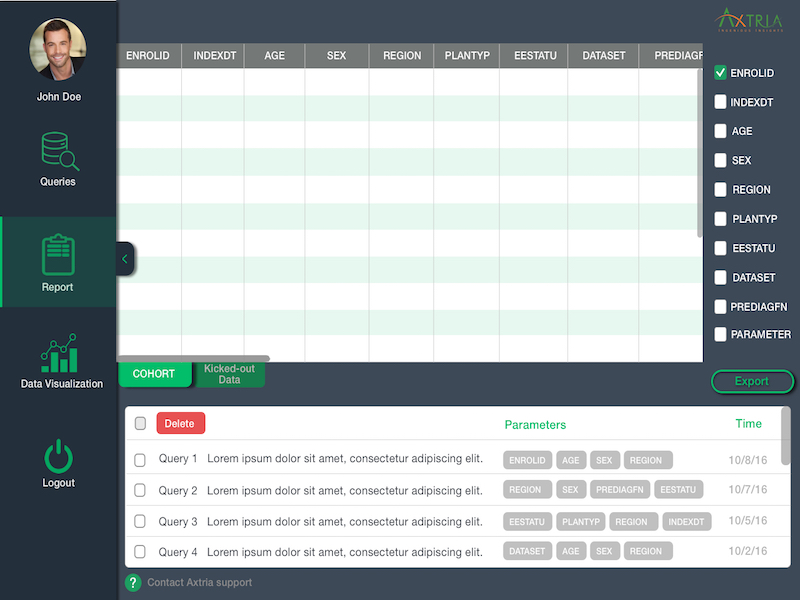 AXTRIA
John Doe
Queries
Report
Data Visualization
Logout
ENROLID INDEXDT AGE SEX REGION PLANTYP EESTATU DATASET PREDIAGF
ENROLID
INDEXDT
AGE
SEX
REGION
PLANTYP
EESTATU
DATASET
PREDIAGFN
PARAMETER
Export
COHORT
Kicked-out
Data
Delete Parameters Time
Query 1 Lorem ipsum dolor sit amet, consectetur adipiscing elit. ENROLID AGE SEX REGION 10/8/16
Query 2 Lorem ipsum dolor sit amet, consectetur adipiscing elit. REGION SEX PREDIAGFN EESTATU 10/7/16
Query 3 Lorem ipsum dolor sit amet, consectetur adipiscing elit. EESTATU PLANTYP REGION INDEXDT 10/5/16
Query 4 Lorem ipsum dolor sit amet, consectetur adipiscing elit. DATASET AGE SEX REGION 10/2/16
? Contact Axtria support